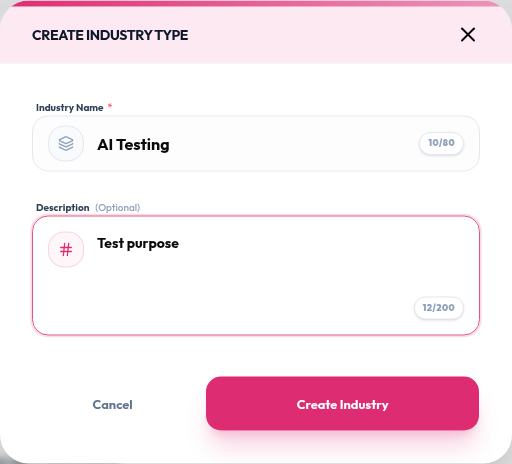 CREATE INDUSTRY TYPE
Industry Name *
AI Testing
10/80
Description (Optional)
Test purpose
12/200
Cancel
Create Industry